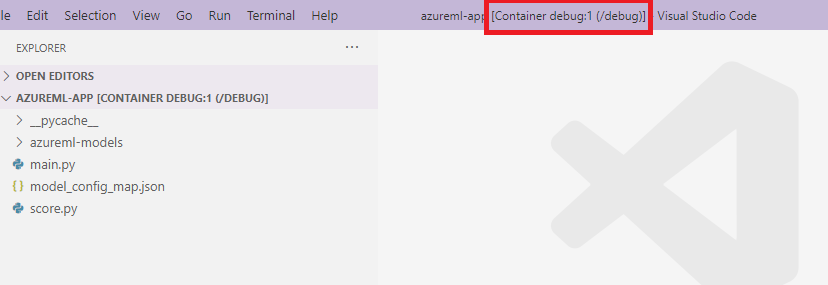 le Edit Selection View Go Run Terminal Help azureml-app [Container debug:1 (/debug)] - Visual Studio Code
EXPLORER ...
> OPEN EDITORS
AZUREML-APP [CONTAINER DEBUG:1 (/DEBUG)]
> __pycache__
> azureml-models
main.py
{} model_config_map.json
score.py